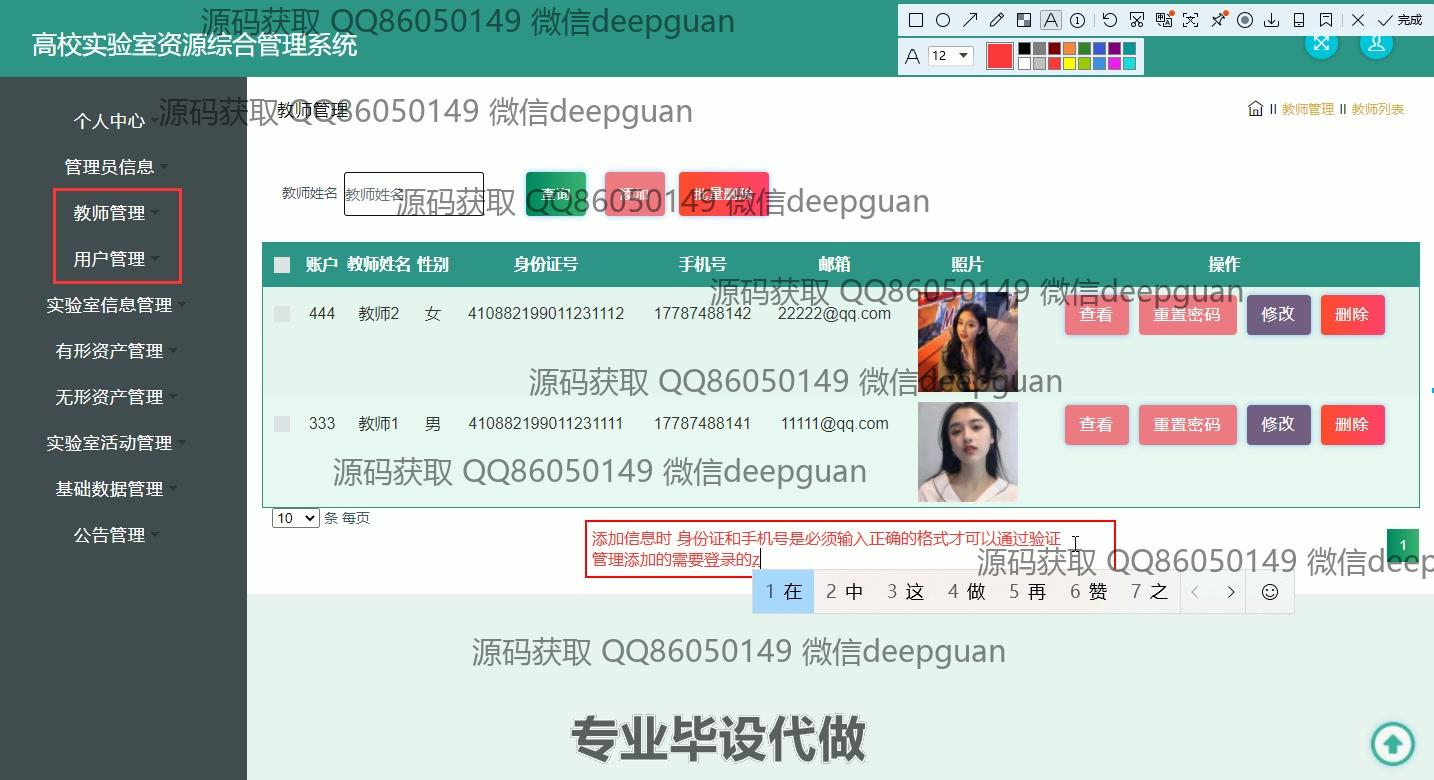 源码获取 QQ86050149 微信deepguan
高校实验室资源综合管理系统
完成
A 12
个人中心
管理员信息
教师管理
用户管理
实验室信息管理
有形资产管理
无形资产管理
实验室活动管理
基础数据管理
公告管理
源码获取 QQ86050149 微信deepguan
教师管理
教师管理 教师列表
教师姓名 教师姓名 查询 添加 批量删除
源码获取 QQ86050149 微信deepguan
账户 教师姓名 性别 身份证号 手机号 邮箱 照片 操作
源码获取 QQ86050149 微信deepguan
444 教师2 女 410882199011231112 17787488142 22222@qq.com 查看 重置密码 修改 删除
源码获取 QQ86050149 微信deepguan
333 教师1 男 410882199011231111 17787488141 11111@qq.com 查看 重置密码 修改 删除
源码获取 QQ86050149 微信deepguan
10 条 每页
添加信息时 身份证和手机号是必须输入正确的格式才可以通过验证
管理添加的需要登录的z
1
源码获取 QQ86050149 微信deep
1 在 2 中 3 这 4 做 5 再 6 赞 7 之
源码获取 QQ86050149 微信deepguan
专业毕设代做